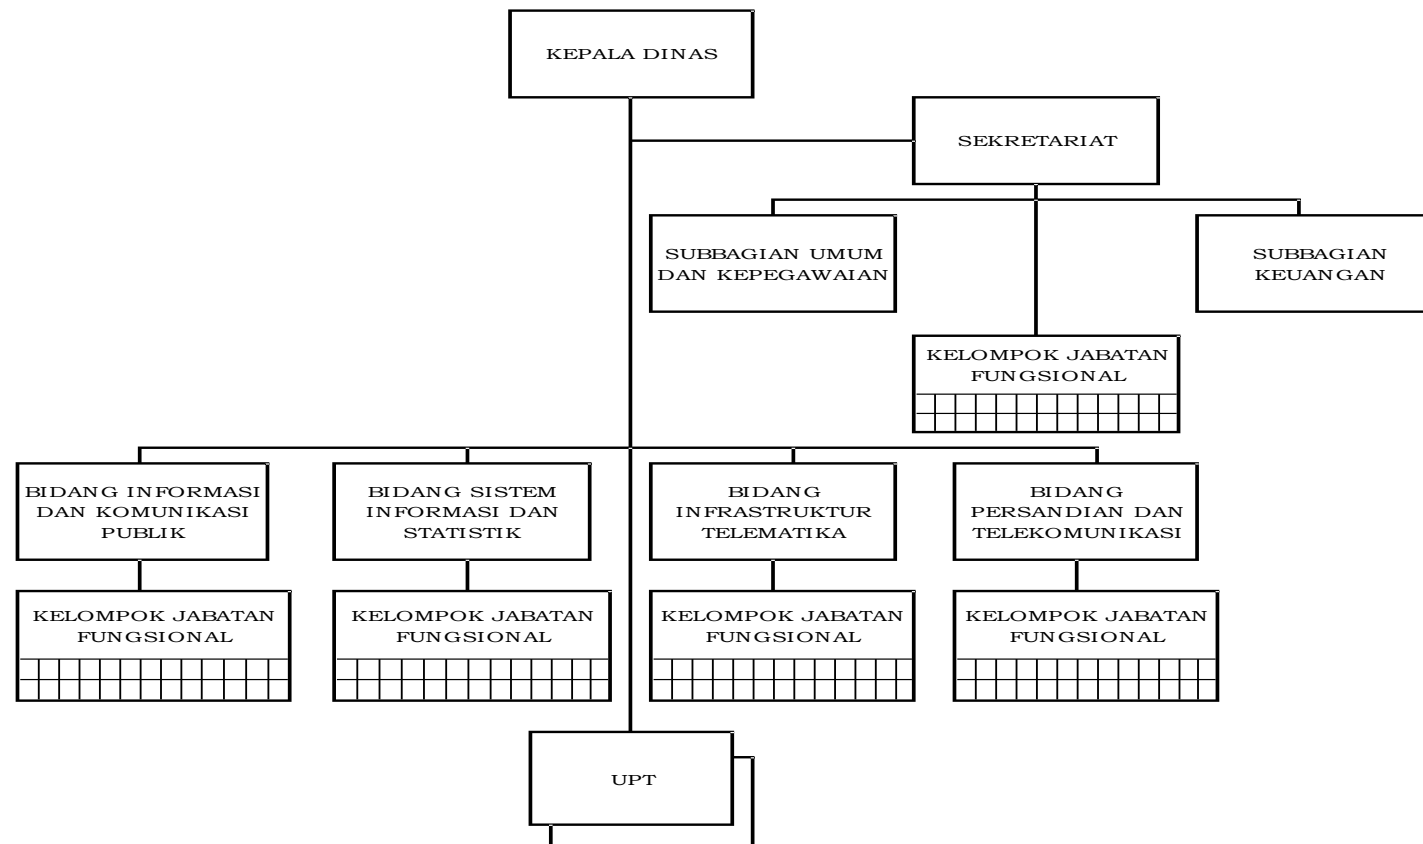 KEPALA DINAS
SEKRETARIAT
SUBBAGIAN UMUM
DAN KEPEGAWAIAN
SUBBAGIAN
KEUANGAN
KELOMPOK JABATAN
FUNGSIONAL
BIDANG INFORMASI
DAN KOMUNIKASI
PUBLIK
BIDANG SISTEM
INFORMASI DAN
STATISTIK
BIDANG
INFRASTRUKTUR
TELEMATIKA
BIDANG
PERSANDIAN DAN
TELEKOMUNIKASI
KELOMPOK JABATAN
FUNGSIONAL
KELOMPOK JABATAN
FUNGSIONAL
KELOMPOK JABATAN
FUNGSIONAL
KELOMPOK JABATAN
FUNGSIONAL
UPT